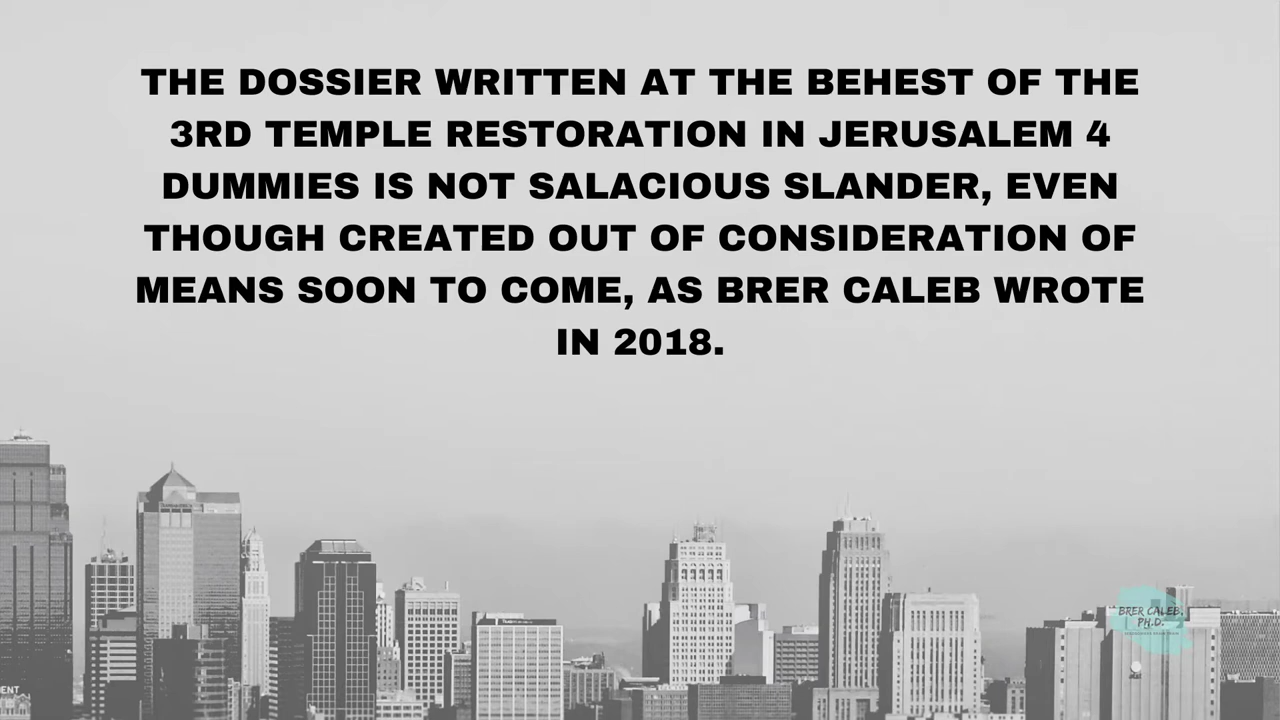 THE DOSSIER WRITTEN AT THE BEHEST OF THE
3RD TEMPLE RESTORATION IN JERUSALEM 4
DUMMIES IS NOT SALACIOUS SLANDER, EVEN
THOUGH CREATED OUT OF CONSIDERATION OF
MEANS SOON TO COME, AS BRER CALEB WROTE
IN 2018.
BRER CALEB,
PH.D.